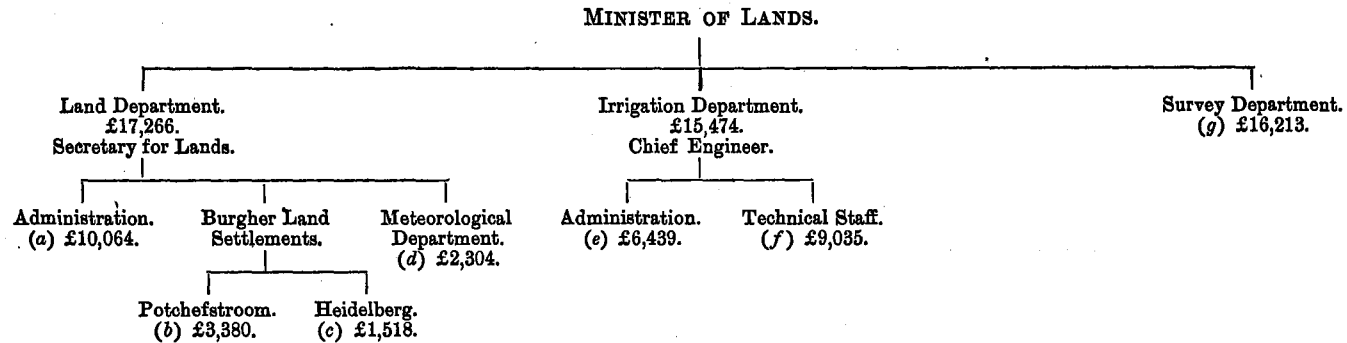 MINISTER OF LANDS.
Land Department.
£17,266.
Secretary for Lands.
Irrigation Department.
£15,474.
Chief Engineer.
Survey Department.
(g) £16,213.
Administration.
(a) £10,064.
Burgher Land
Settlements.
Meteorological
Department.
(d) £2,304.
Administration.
(e) £6,439.
Technical Staff.
(f) £9,035.
Potchefstroom.
(b) £3,380.
Heidelberg.
(c) £1,518.